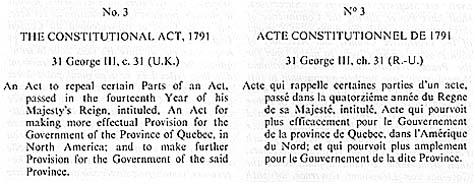 No. 3
THE CONSTITUTIONAL ACT, 1791
31 George III, c. 31 (U.K.)
An Act to repeal certain Parts of an Act,
passed in the fourteenth Year of his
Majesty's Reign, intituled, An Act for
making more effectual Provision for the
Government of the Province of Quebec, in
North America; and to make further
Provision for the Government of the said
Province.
Nº 3
ACTE CONSTITUTIONNEL DE 1791
31 George III, ch. 31 (R.-U.)
Acte qui rappelle certaines parties d'un acte,
passé dans la quatorziéme année du Regne
de sa Majesté, intitulé, Acte qui pourvoit
plus efficacement pour le Gouvernement
de la province de Quebec, dans l'Amérique
du Nord; et qui pourvoit plus amplement
pour le Gouvernement de la dite Province.